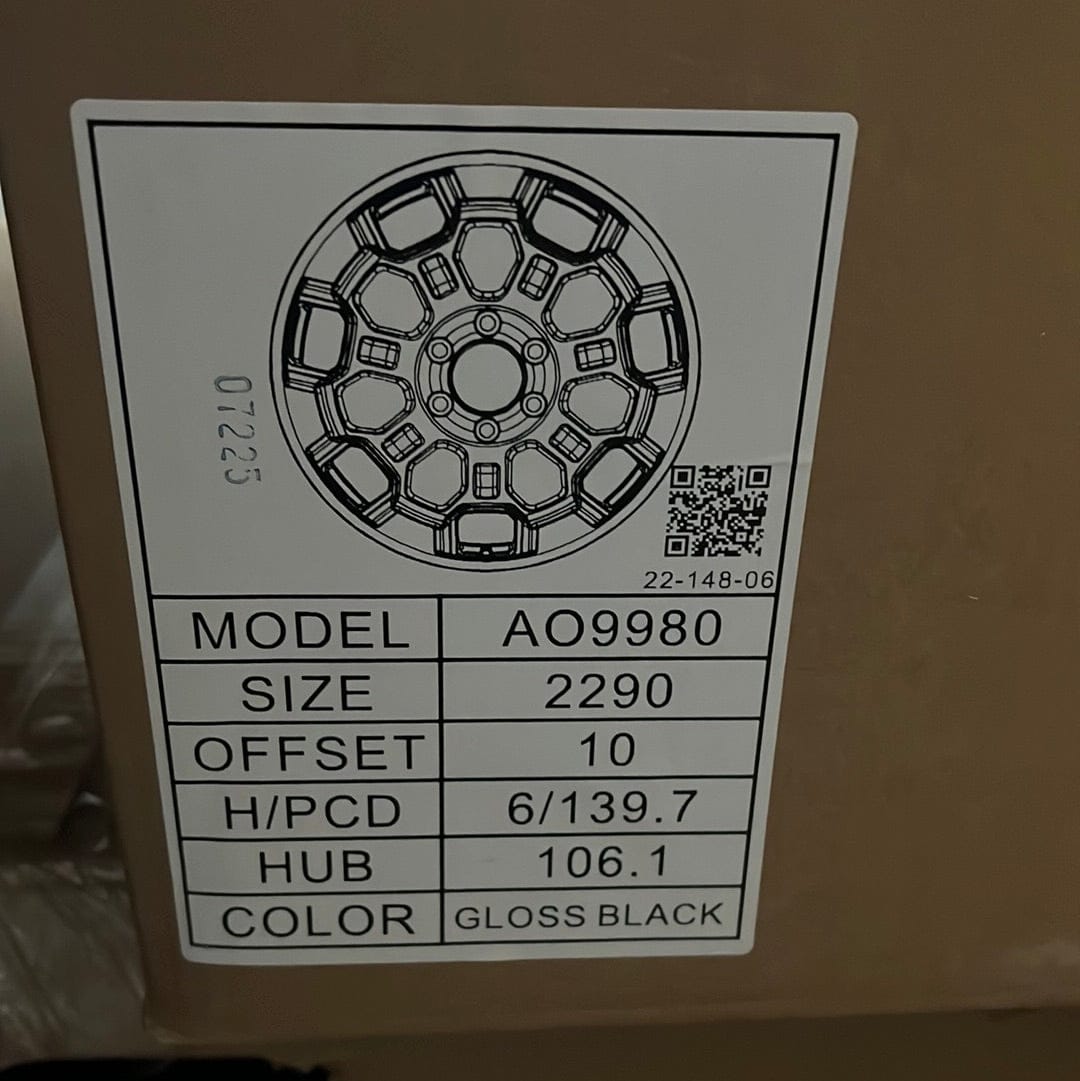 07225
22-148-06
MODEL AO9980
SIZE 2290
OFFSET 10
H/PCD 6/139.7
HUB 106.1
COLOR GLOSS BLACK